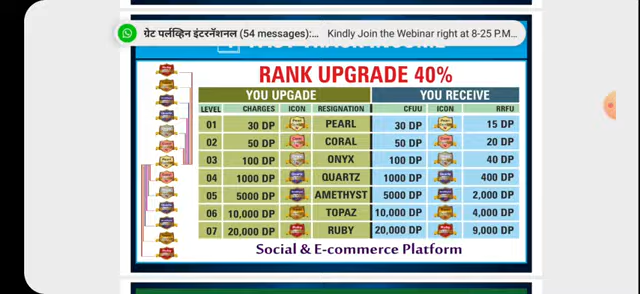 ग्रेट पर्लव्हिन इंटरनॅशनल (54 messages):... Kindly Join the Webinar right at 8-25 P.M...
RANK UPGRADE 40%
YOU UPGADE YOU RECEIVE
LEVEL CHARGES ICON RESIGNATION CFUU ICON RRFU
01 30 DP PEARL 30 DP 15 DP
02 50 DP CORAL 50 DP 20 DP
03 100 DP ONYX 100 DP 40 DP
04 1000 DP QUARTZ 1000 DP 400 DP
05 5000 DP AMETHYST 5000 DP 2,000 DP
06 10,000 DP TOPAZ 10,000 DP 4,000 DP
07 20,000 DP RUBY 20,000 DP 9,000 DP
Social & E-commerce Platform